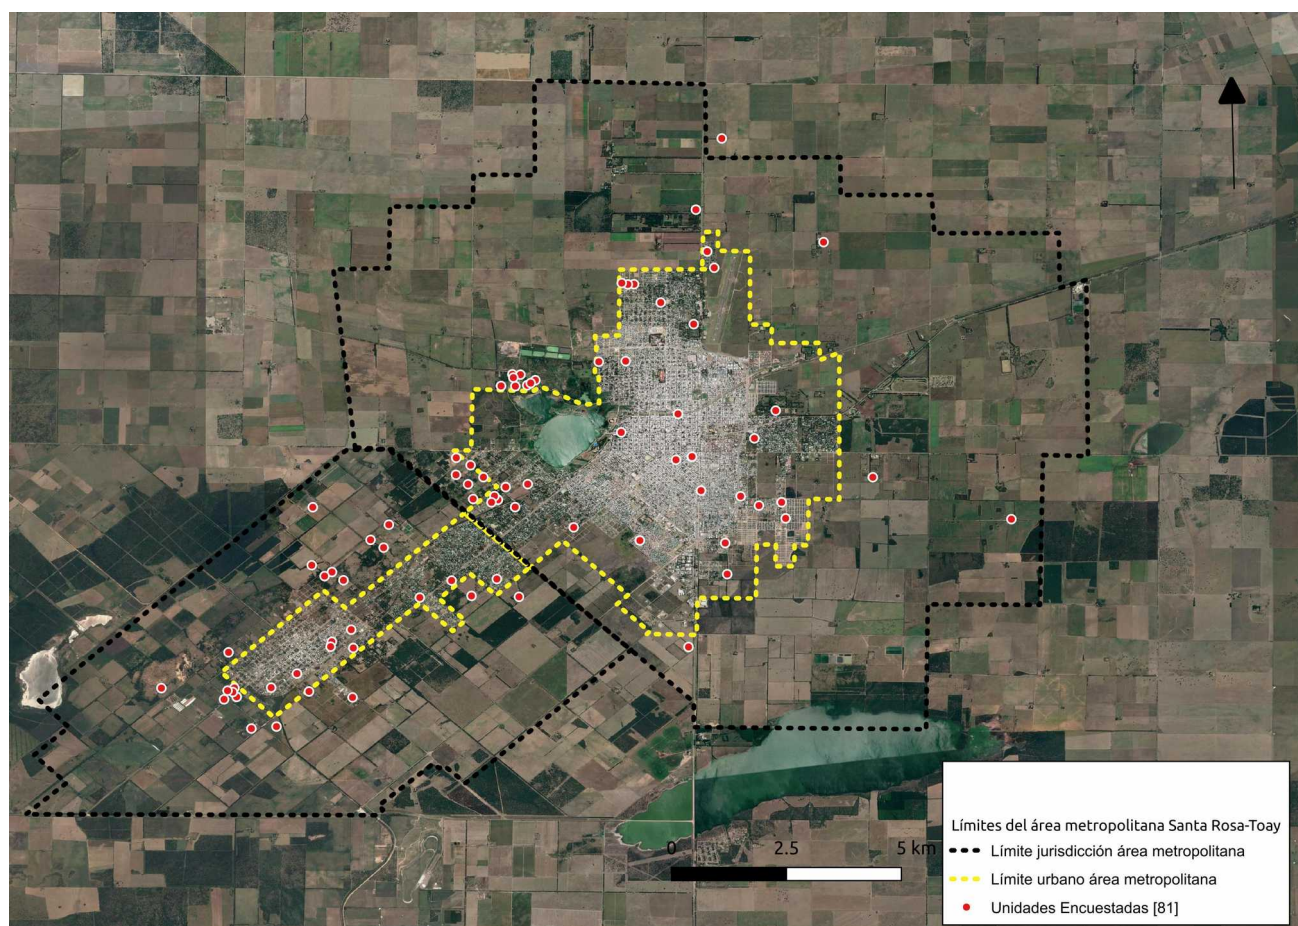 0 2.5 5 km
Límites del área metropolitana Santa Rosa-Toay
Límite jurisdicción área metropolitana
Límite urbano área metropolitana
Unidades Encuestadas [81]